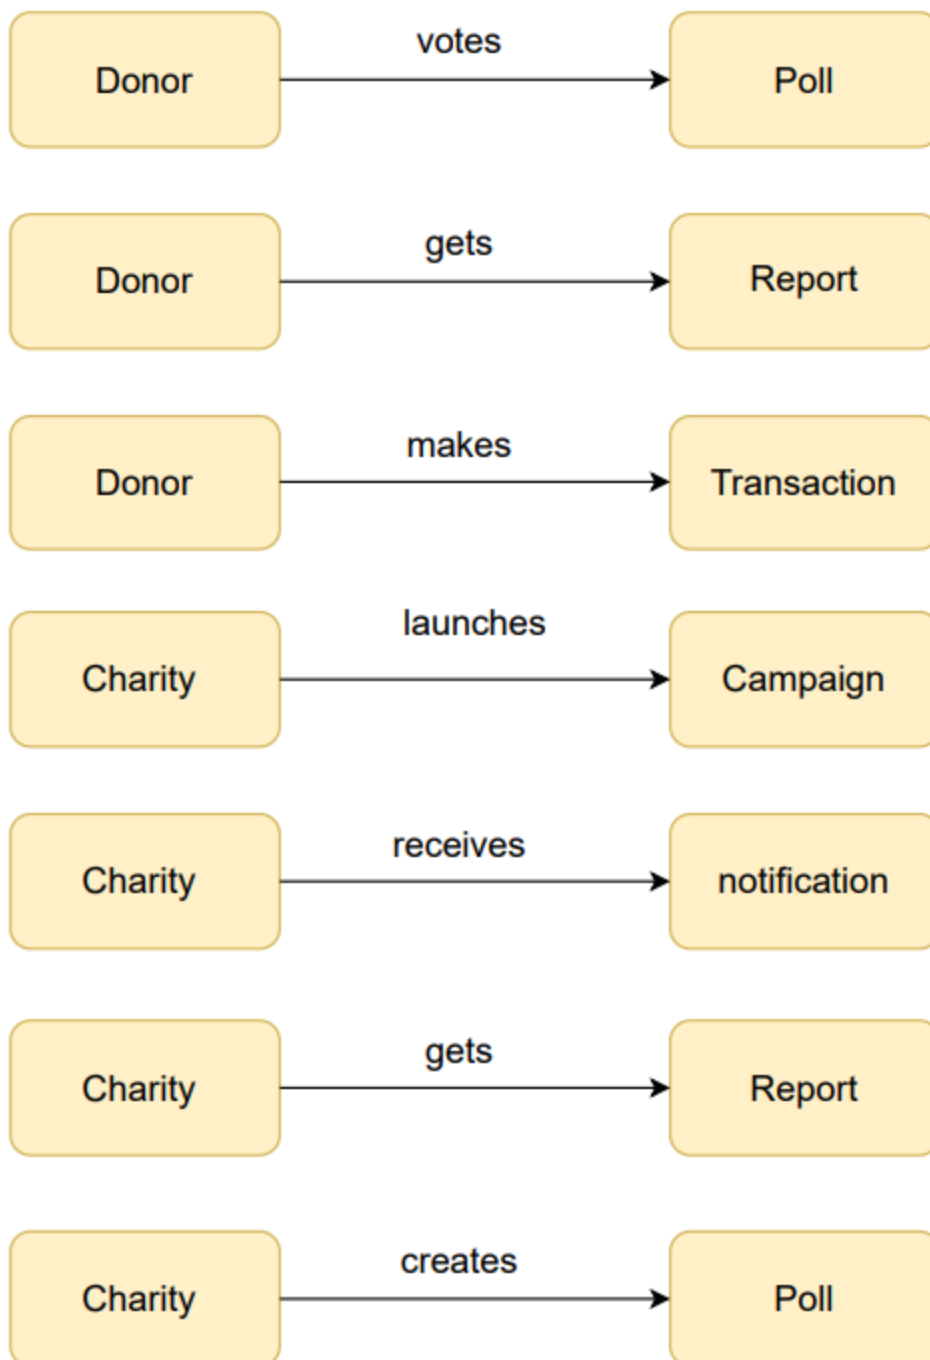 votes
Donor Poll
gets
Donor Report
makes
Donor Transaction
launches
Charity Campaign
receives
Charity notification
gets
Charity Report
creates
Charity Poll